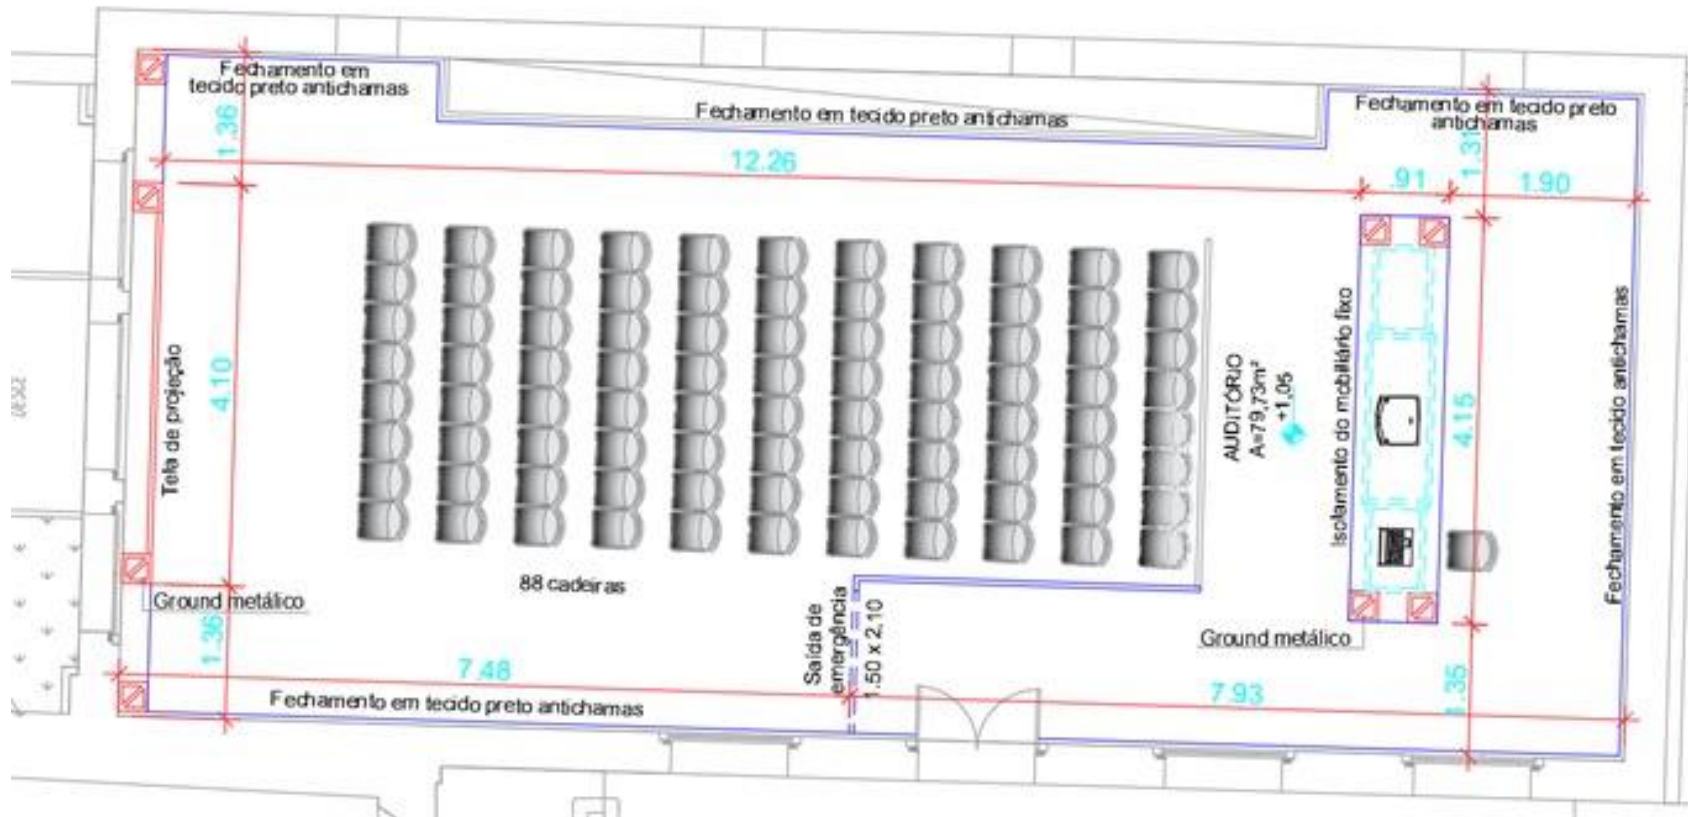 Fechamento em
tecido preto antichamas
Fechamento em tecido preto antichamas
Fechamento em tecido preto
antichamas
1.36
12.26
.91
1.31
1.90
4.10
Tela de projeção
DESCE
AUDITÓRIO
A=79,73m²
+1,05
Isolamento do mobiliário fixo
4.15
Fechamento em tecido antichamas
88 cadeiras
Ground metálico
1.36
Saída de
emergência
1.50 x 2.10
Ground metálico
7.48
7.93
1.35
Fechamento em tecido preto antichamas